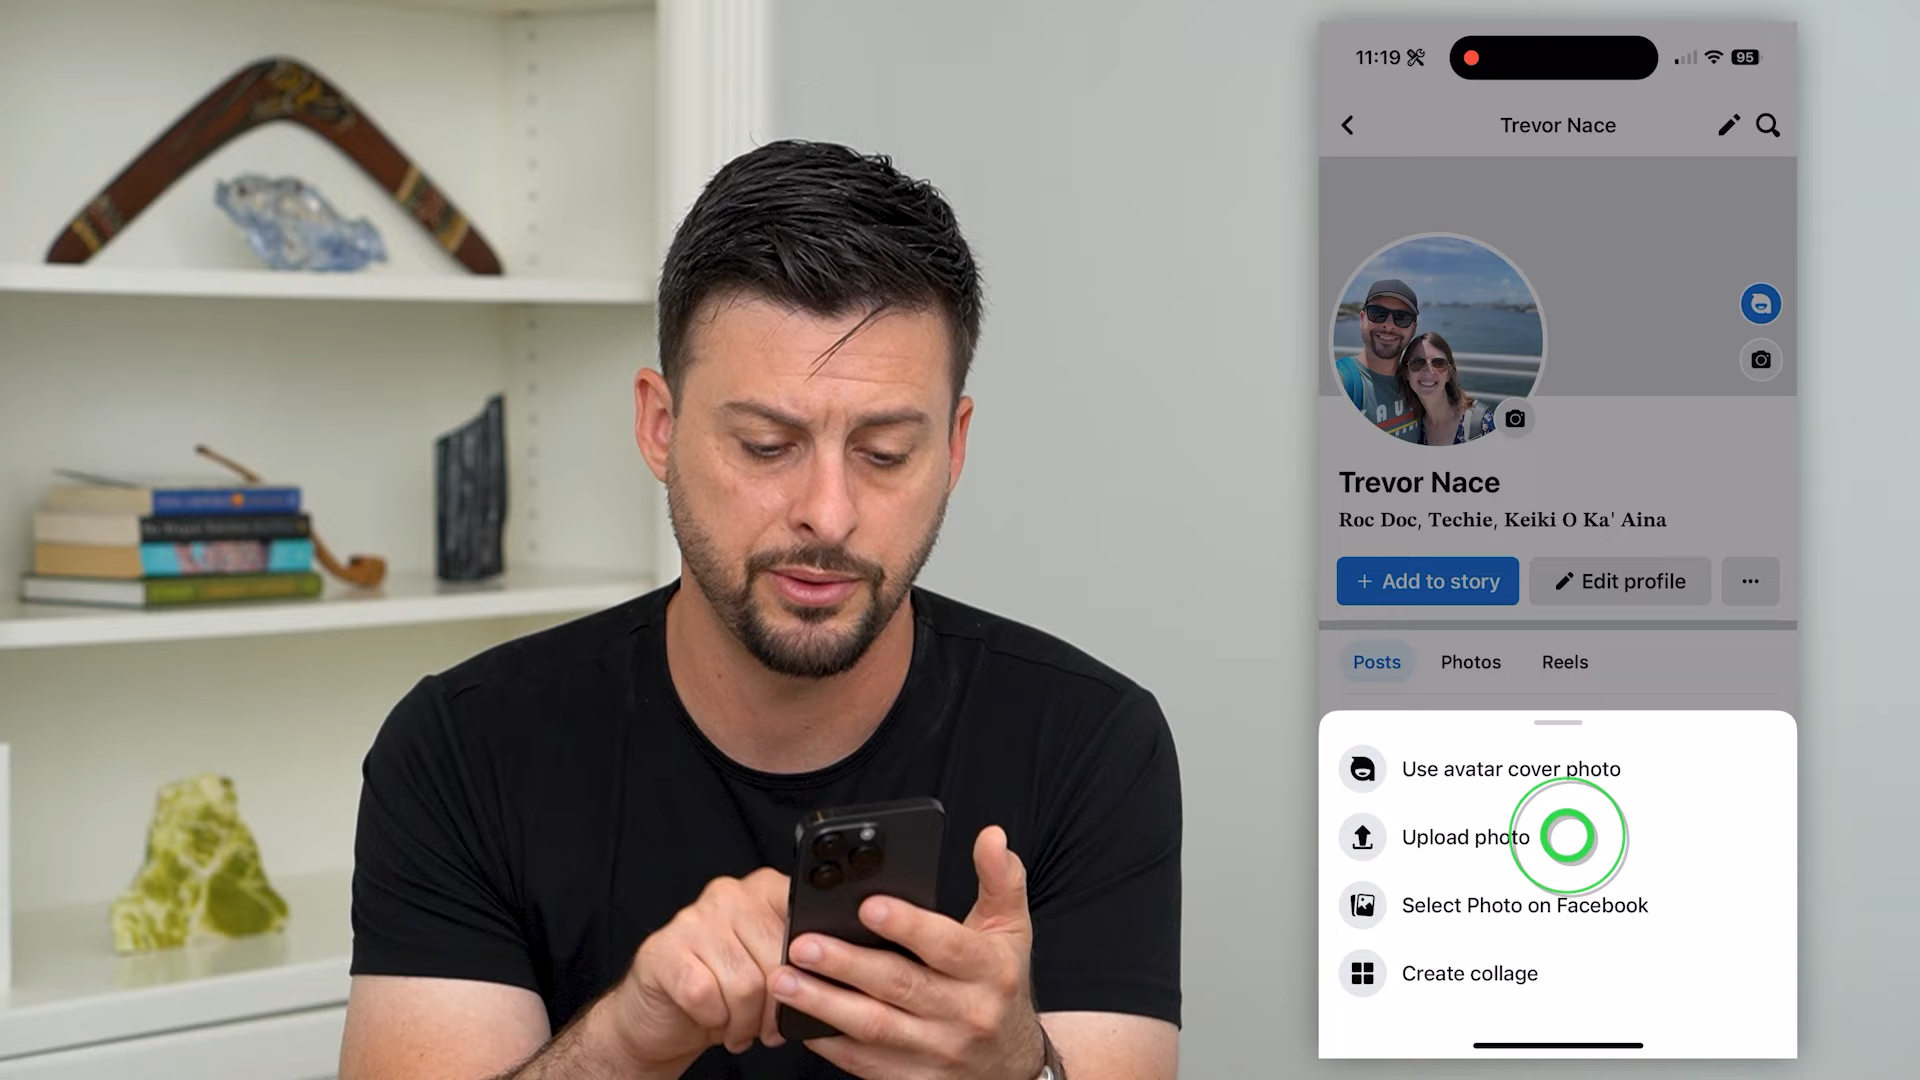 11:19
95
Trevor Nace
Trevor Nace
Roc Doc, Techie, Keiki O Ka' Aina
+ Add to story
Edit profile
Posts Photos Reels
Use avatar cover photo
Upload photo
Select Photo on Facebook
Create collage